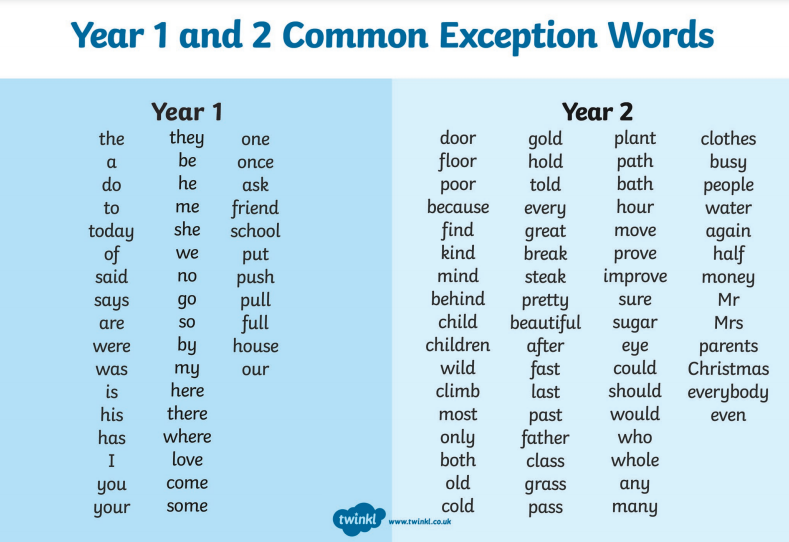 Year 1 and 2 Common Exception Words
Year 1
the
a
do
to
today
of
said
says
are
were
was
is
his
has
I
you
your
they
be
he
me
she
we
no
go
so
by
my
here
there
where
love
come
some
one
once
ask
friend
school
put
push
pull
full
house
our
Year 2
door
floor
poor
because
find
kind
mind
behind
child
children
wild
climb
most
only
both
old
cold
gold
hold
told
every
great
break
steak
pretty
beautiful
after
fast
last
past
father
class
grass
pass
plant
path
bath
hour
move
prove
improve
sure
sugar
eye
could
should
would
who
whole
any
many
clothes
busy
people
water
again
half
money
Mr
Mrs
parents
Christmas
everybody
even
twinkl
www.twinkl.co.uk